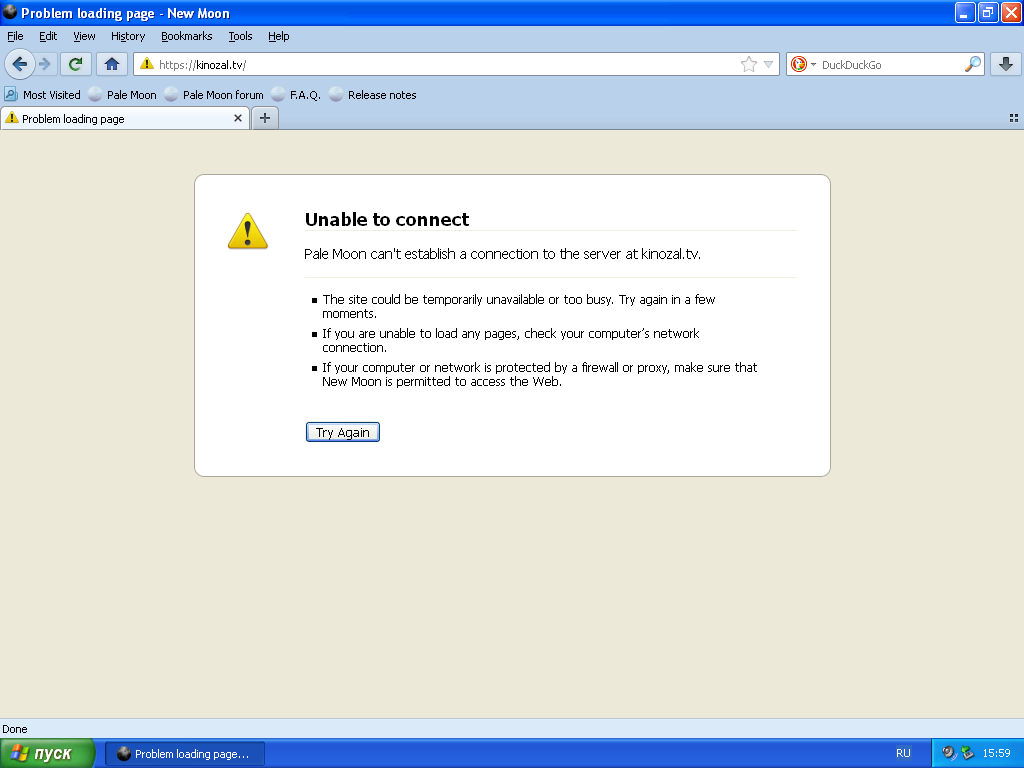 Problem loading page - New Moon
File Edit View History Bookmarks Tools Help
https://kinozal.tv/ DuckDuckGo
Most Visited Pale Moon Pale Moon forum F.A.Q. Release notes
Problem loading page
Unable to connect
Pale Moon can't establish a connection to the server at kinozal.tv.
The site could be temporarily unavailable or too busy. Try again in a few
moments.
If you are unable to load any pages, check your computer's network
connection.
If your computer or network is protected by a firewall or proxy, make sure that
New Moon is permitted to access the Web.
Try Again
Done
пуск Problem loading page... RU 15:59